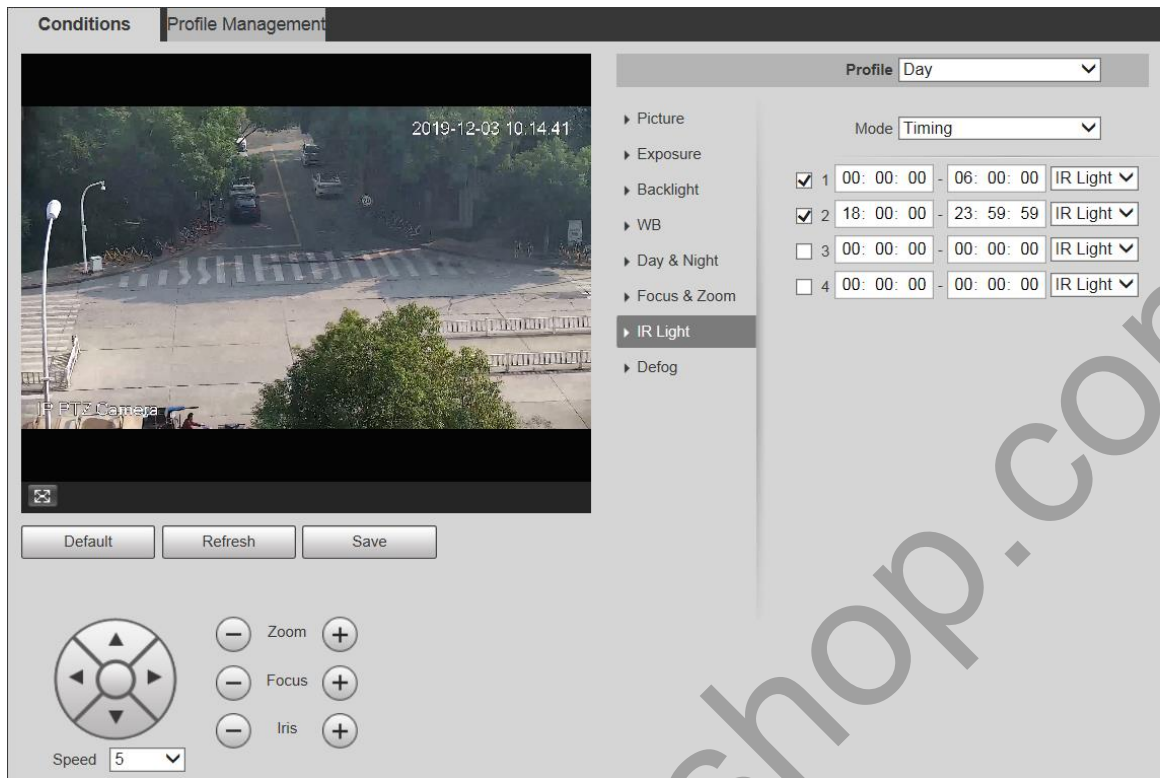 Conditions
Profile Management
2019-12-03 10:14:41
IP PTZ Camera
Default
Refresh
Save
Zoom
Focus
Iris
Speed 5
Profile Day
Picture
Exposure
Backlight
WB
Day & Night
Focus & Zoom
IR Light
Defog
Mode Timing
1 00: 00: 00 - 06: 00: 00 IR Light
2 18: 00: 00 - 23: 59: 59 IR Light
3 00: 00: 00 - 00: 00: 00 IR Light
4 00: 00: 00 - 00: 00: 00 IR Light
shop.com